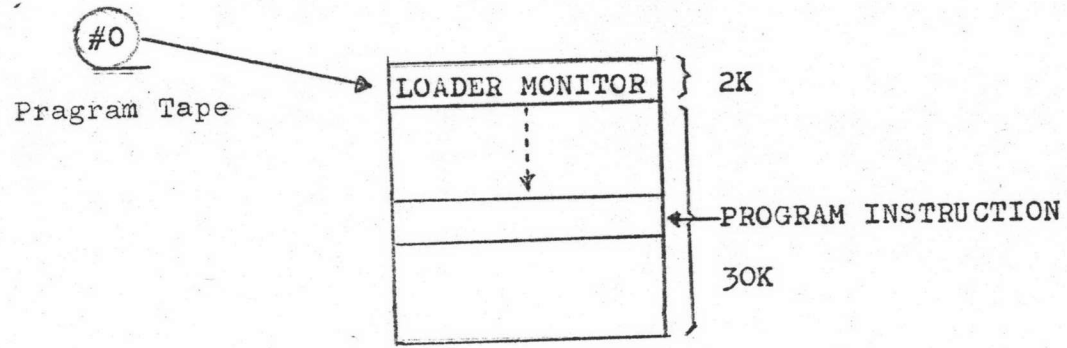 #0
Pragram Tape
LOADER MONITOR
2K
PROGRAM INSTRUCTION
30K